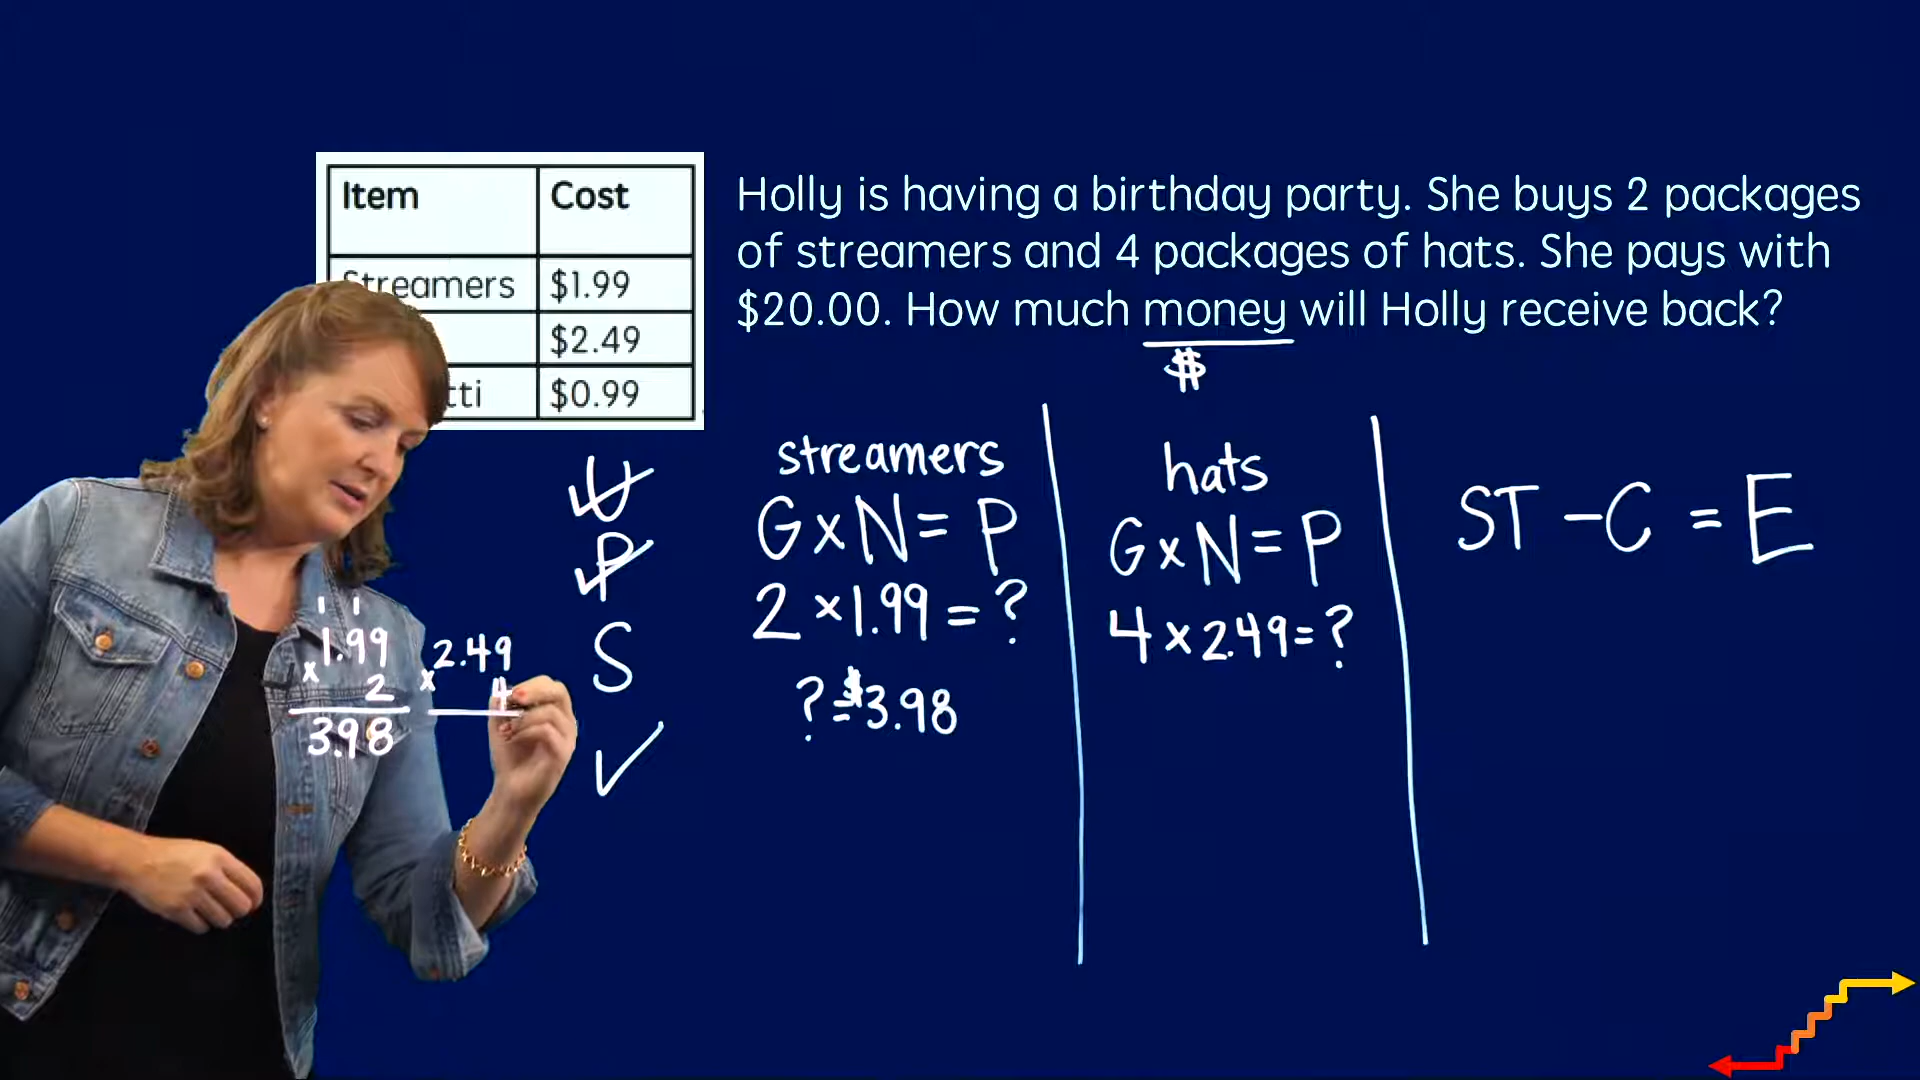 Item Cost
Streamers $1.99
$2.49
tti $0.99
Holly is having a birthday party. She buys 2 packages
of streamers and 4 packages of hats. She pays with
$20.00. How much money will Holly receive back?
$
U
P
S
✓
1 1
1.99
x 2
3.98
2.49
x 4
streamers
G x N = P
2 x 1.99 = ?
? = $3.98
hats
G x N = P
4 x 2.49 = ?
ST - C = E